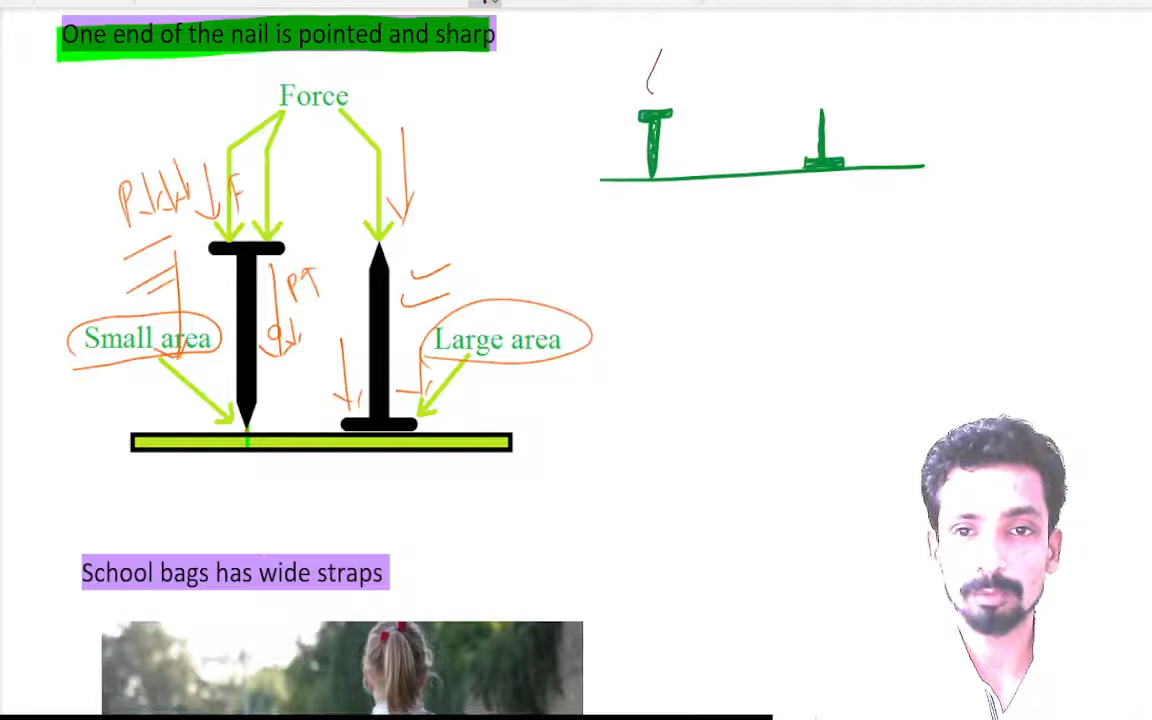 One end of the nail is pointed and sharp
Force
P F
P↑
Small area
Large area
School bags has wide straps